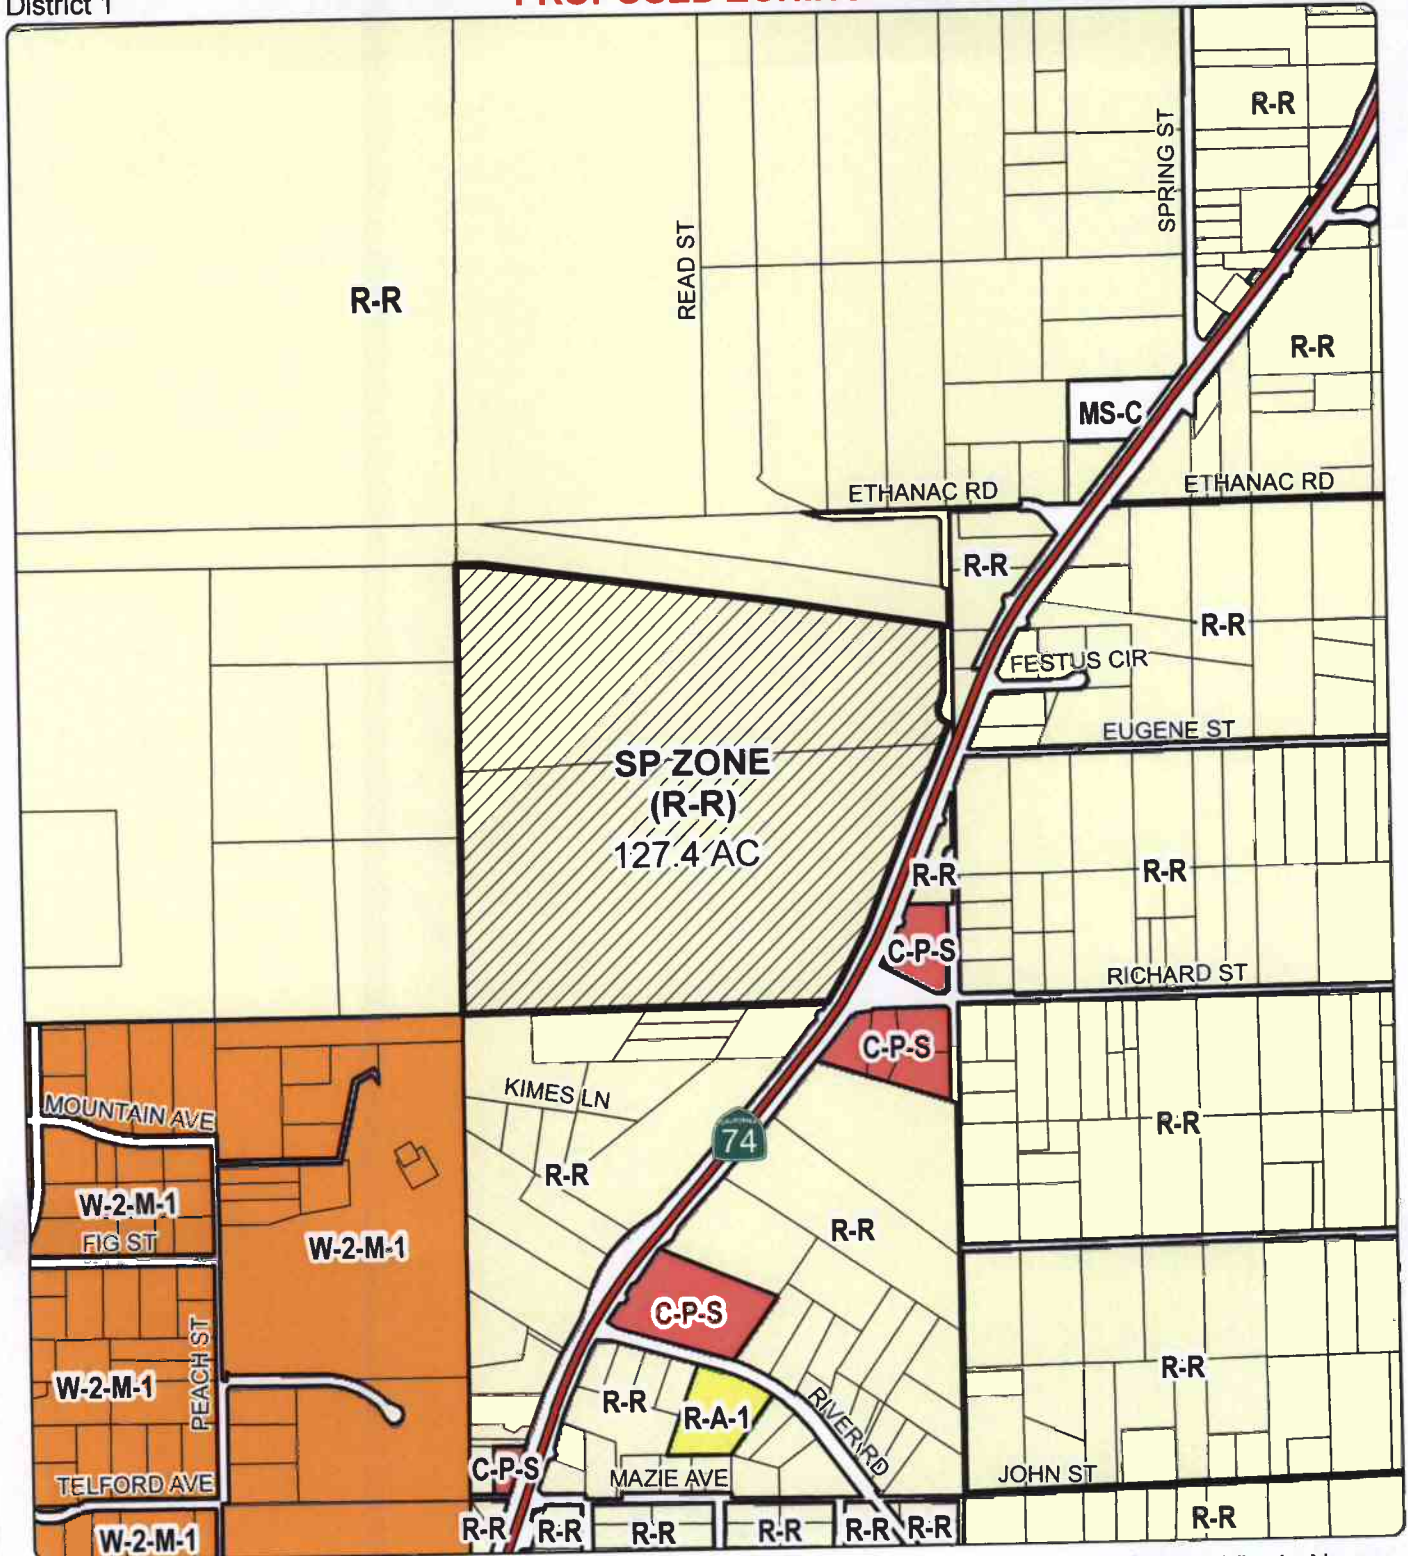 District 1
R-R
SPRING ST
READ ST
R-R
R-R
MS-C
ETHANAC RD
ETHANAC RD
R-R
R-R
FESTUS CIR
EUGENE ST
SP ZONE
(R-R)
127.4 AC
R-R
R-R
C-P-S
RICHARD ST
C-P-S
KIMES LN
MOUNTAIN AVE
74
R-R
R-R
W-2-M-1
FIG ST
W-2-M-1
R-R
C-P-S
PEACH ST
W-2-M-1
R-R
R-R
R-A-1
RIVER RD
C-P-S
MAZIE AVE
JOHN ST
TELFORD AVE
W-2-M-1
R-R
R-R
R-R
R-R
R-R
R-R
R-R